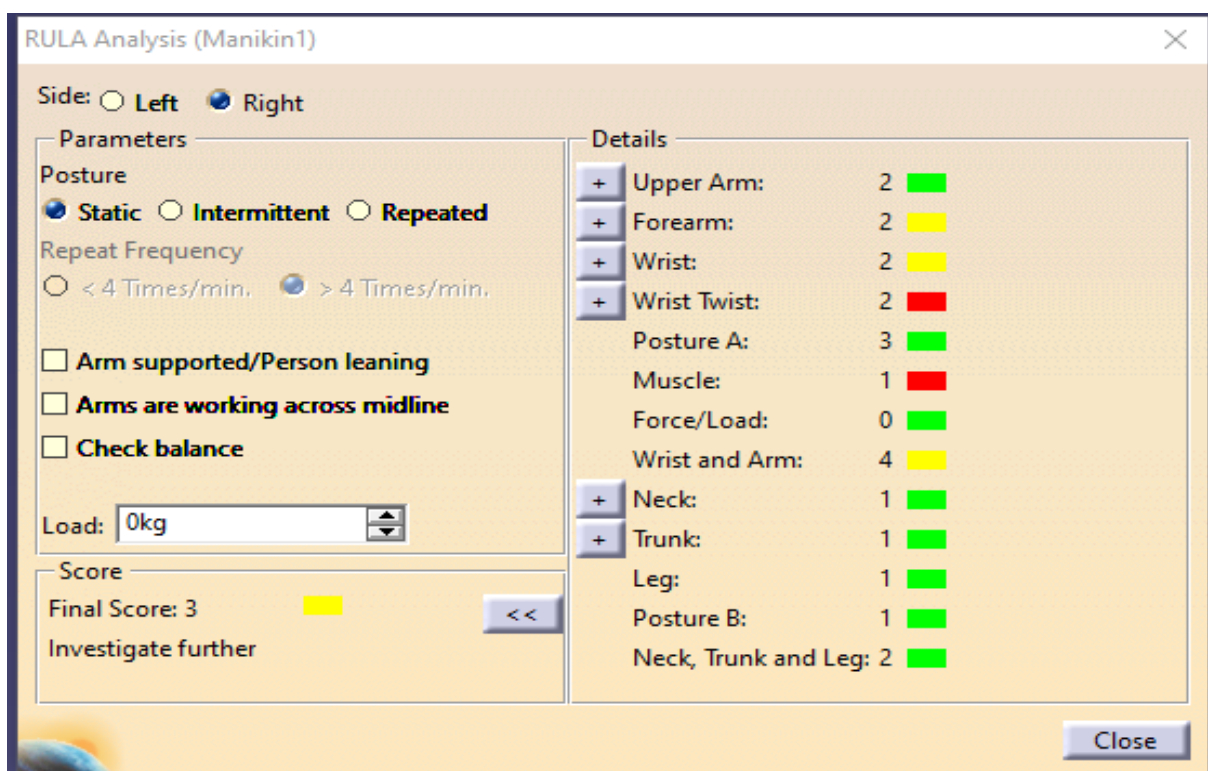 RULA Analysis (Manikin1)
Side: Left Right
Parameters
Posture
Static Intermittent Repeated
Repeat Frequency
< 4 Times/min. > 4 Times/min.
Arm supported/Person leaning
Arms are working across midline
Check balance
Load: 0kg
Score
Final Score: 3
<<
Investigate further
Details
+ Upper Arm: 2
+ Forearm: 2
+ Wrist: 2
+ Wrist Twist: 2
Posture A: 3
Muscle: 1
Force/Load: 0
Wrist and Arm: 4
+ Neck: 1
+ Trunk: 1
Leg: 1
Posture B: 1
Neck, Trunk and Leg: 2
Close